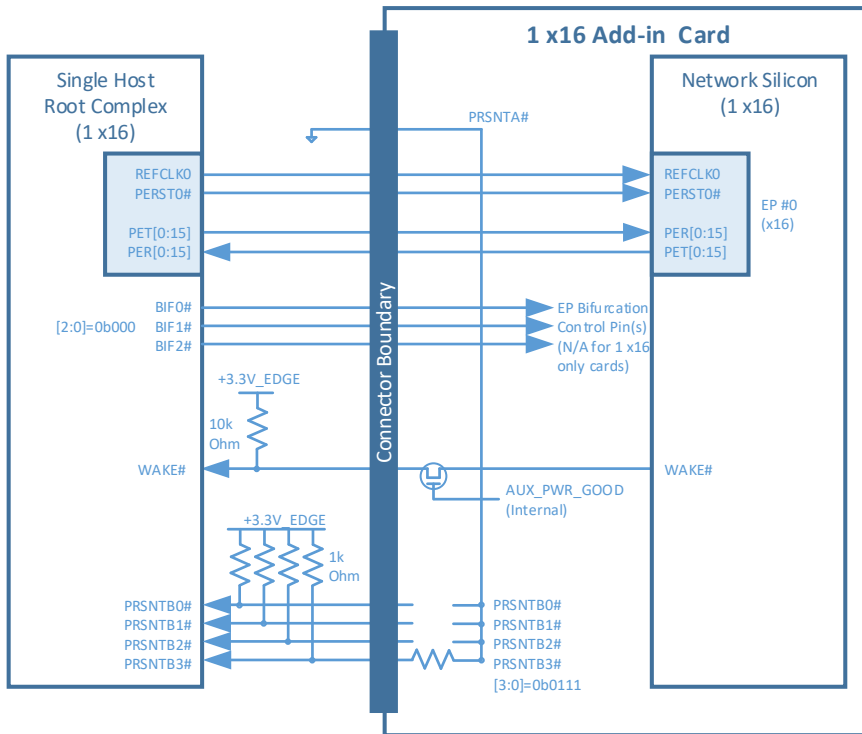 1 x16 Add-in Card
Single Host
Root Complex
(1 x16)
Network Silicon
(1 x16)
PRSNTA#
REFCLK0
PERST0#
PET[0:15]
PER[0:15]
REFCLK0
PERST0#
PER[0:15]
PET[0:15]
EP #0
(x16)
Connector Boundary
BIF0#
BIF1#
BIF2#
[2:0]=0b000
EP Bifurcation
Control Pin(s)
(N/A for 1 x16
only cards)
+3.3V_EDGE
10k
Ohm
WAKE#
WAKE#
AUX_PWR_GOOD
(Internal)
+3.3V_EDGE
1k
Ohm
PRSNTB0#
PRSNTB1#
PRSNTB2#
PRSNTB3#
PRSNTB0#
PRSNTB1#
PRSNTB2#
PRSNTB3#
[3:0]=0b0111